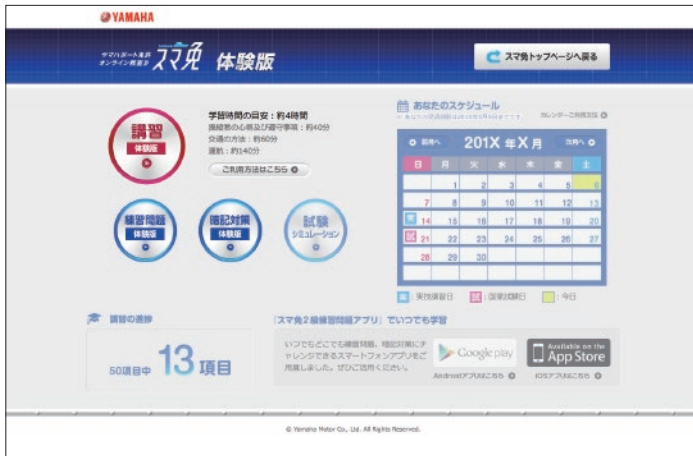 YAMAHA
ヤマハボート免許
オンライン教習所
スマ免 体験版
スマ免トップページへ戻る
講習
体験版
学習時間の目安:約4時間
操縦者の心得及び遵守事項:約40分
交通の方法:約60分
運航:約140分
ご利用方法はこちら
練習問題
体験版
暗記対策
体験版
試験
シミュレーション
あなたのスケジュール
カレンダーご利用方法
前月へ 201X 年 X 月 次月へ
日 月 火 水 木 金 土
1 2 3 4 5 6
7 8 9 10 11 12 13
実 14 15 16 17 18 19 20
試 21 22 23 24 25 26 27
28 29 30
実 :実技講習日 試 :国家試験日 :今日
講習の進捗
50項目中 13 項目
「スマ免2級練習問題アプリ」でいつでも学習
いつでもどこでも練習問題、暗記対策にチ
ャレンジできるスマートフォンアプリをご
用意しました。ぜひご活用ください。
Google play
Androidアプリはこちら
Available on the
App Store
iOSアプリはこちら
© Yamaha Motor Co., Ltd. All Rights Reserved.